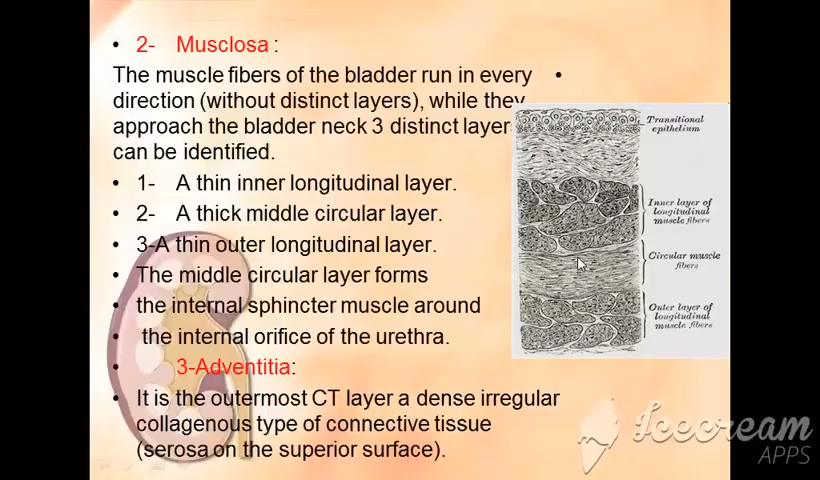 • 2- Musclosa :
The muscle fibers of the bladder run in every •
direction (without distinct layers), while they
approach the bladder neck 3 distinct layer
can be identified.
• 1- A thin inner longitudinal layer.
• 2- A thick middle circular layer.
• 3-A thin outer longitudinal layer.
• The middle circular layer forms
• the internal sphincter muscle around
• the internal orifice of the urethra.
• 3-Adventitia:
• It is the outermost CT layer a dense irregular
collagenous type of connective tissue
(serosa on the superior surface).
Transitional
epithelium
Inner layer of
longitudinal
muscle fibers
Circular muscle
fibers
Outer layer of
longitudinal
muscle fibers
Icecream
APPS